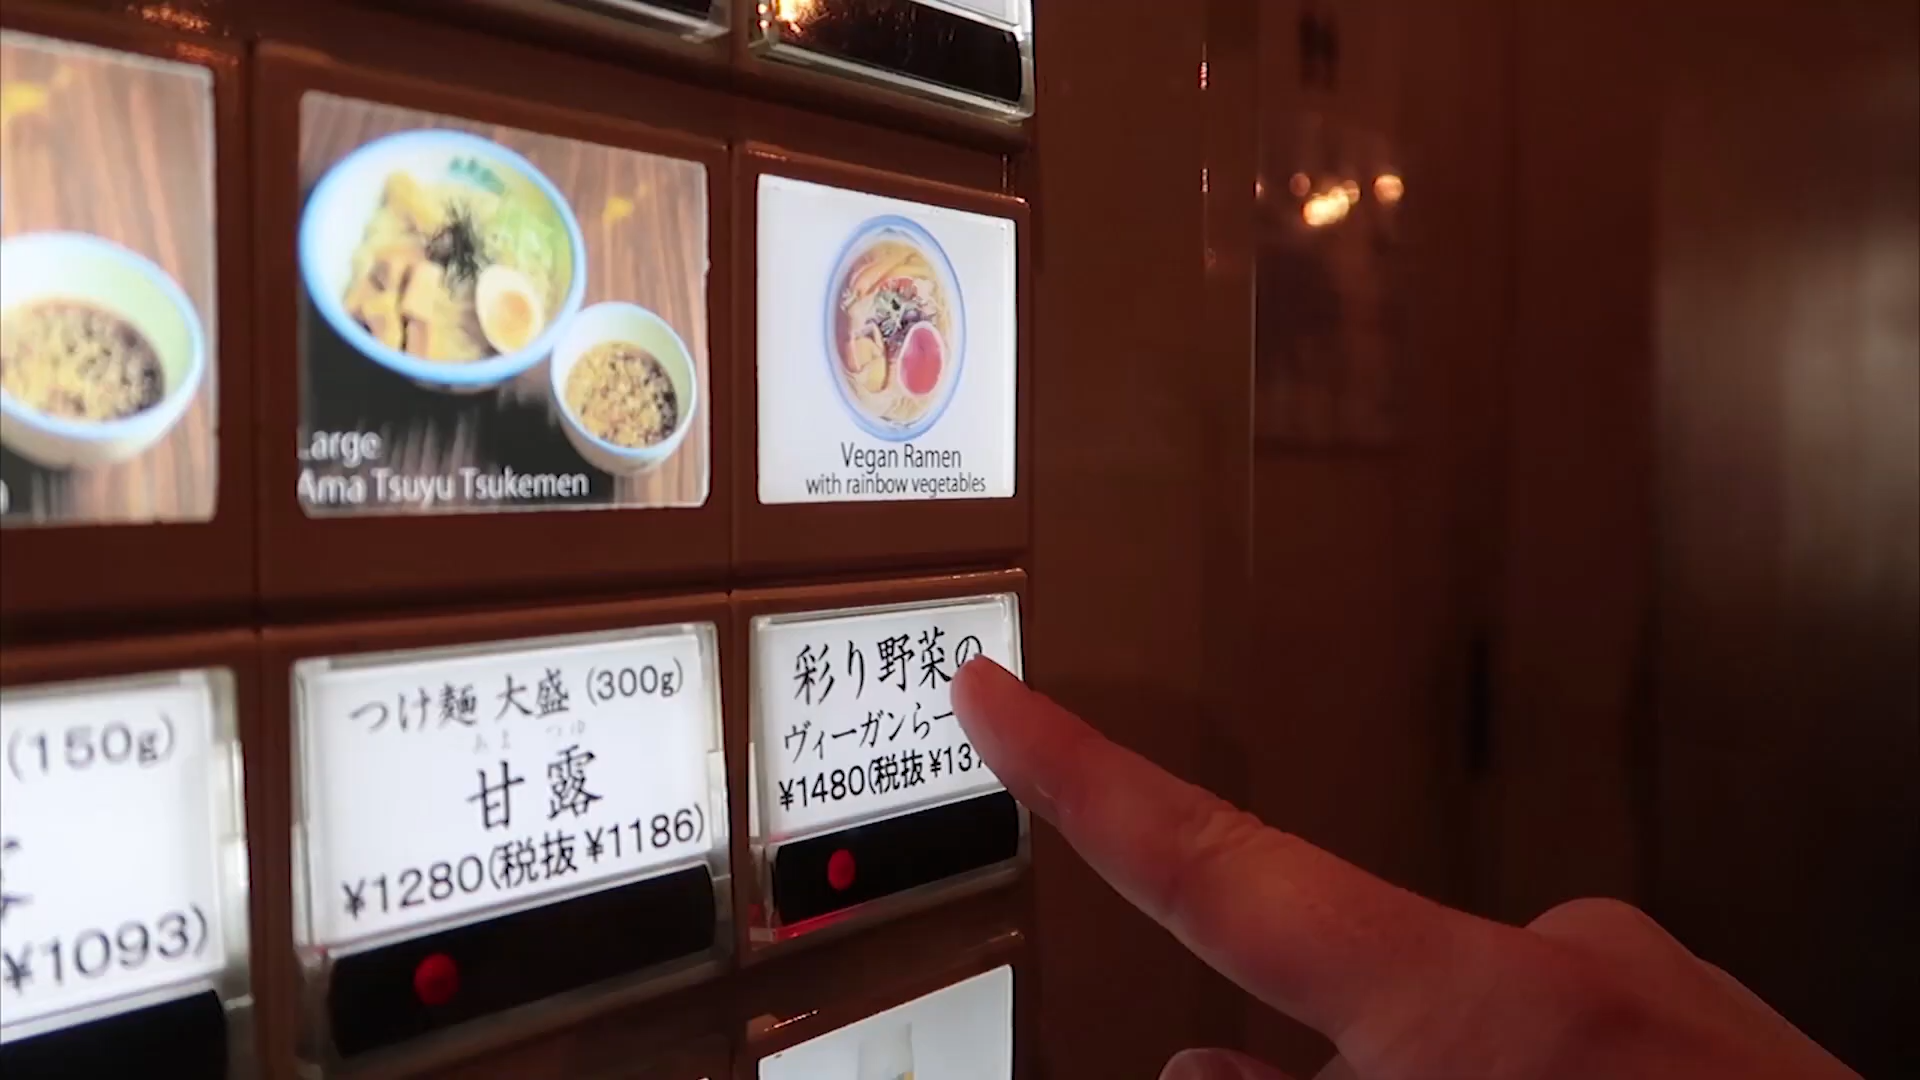 Large
Ama Tsuyu Tsukemen
Vegan Ramen
with rainbow vegetables
(150g)
¥1093)
つけ麺 大盛 (300g)
あま つゆ
甘露
¥1280(税抜¥1186)
彩り野菜の
ヴィーガンらー
¥1480(税抜¥137